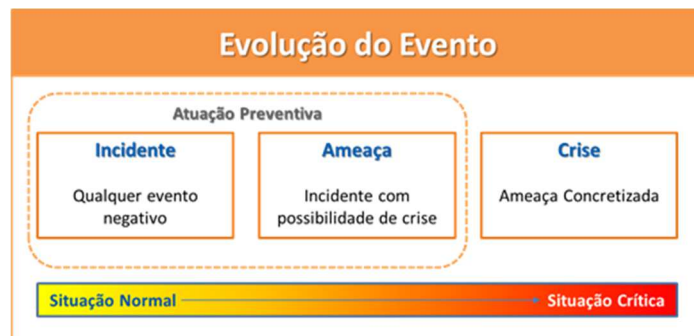 Evolução do Evento
Atuação Preventiva
Incidente
Qualquer evento
negativo
Ameaça
Incidente com
possibilidade de crise
Crise
Ameaça Concretizada
Situação Normal
Situação Crítica